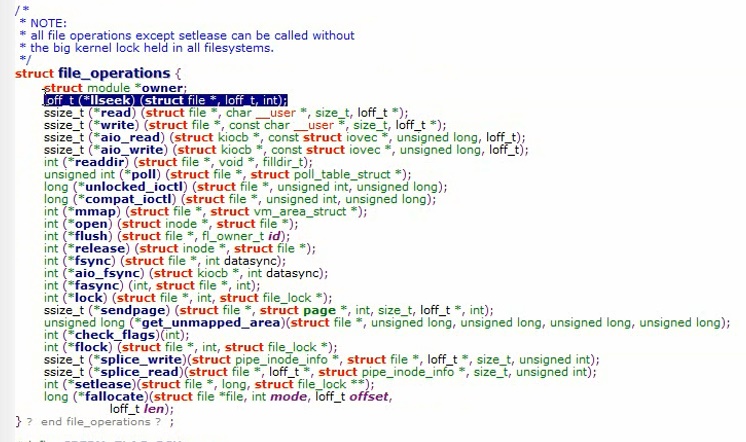 /*
* NOTE:
* all file operations except setlease can be called without
* the big kernel lock held in all filesystems.
*/
struct file_operations {
struct module *owner;
loff_t (*llseek) (struct file *, loff_t, int);
ssize_t (*read) (struct file *, char __user *, size_t, loff_t *);
ssize_t (*write) (struct file *, const char __user *, size_t, loff_t *);
ssize_t (*aio_read) (struct kiocb *, const struct iovec *, unsigned long, loff_t);
ssize_t (*aio_write) (struct kiocb *, const struct iovec *, unsigned long, loff_t);
int (*readdir) (struct file *, void *, filldir_t);
unsigned int (*poll) (struct file *, struct poll_table_struct *);
long (*unlocked_ioctl) (struct file *, unsigned int, unsigned long);
long (*compat_ioctl) (struct file *, unsigned int, unsigned long);
int (*mmap) (struct file *, struct vm_area_struct *);
int (*open) (struct inode *, struct file *);
int (*flush) (struct file *, fl_owner_t id);
int (*release) (struct inode *, struct file *);
int (*fsync) (struct file *, int datasync);
int (*aio_fsync) (struct kiocb *, int datasync);
int (*fasync) (int, struct file *, int);
int (*lock) (struct file *, int, struct file_lock *);
ssize_t (*sendpage) (struct file *, struct page *, int, size_t, loff_t *, int);
unsigned long (*get_unmapped_area)(struct file *, unsigned long, unsigned long, unsigned long, unsigned long);
int (*check_flags)(int);
int (*flock) (struct file *, int, struct file_lock *);
ssize_t (*splice_write)(struct pipe_inode_info *, struct file *, loff_t *, size_t, unsigned int);
ssize_t (*splice_read)(struct file *, loff_t *, struct pipe_inode_info *, size_t, unsigned int);
int (*setlease)(struct file *, long, struct file_lock **);
long (*fallocate)(struct file *file, int mode, loff_t offset,
loff_t len);
} ? end file_operations ? ;